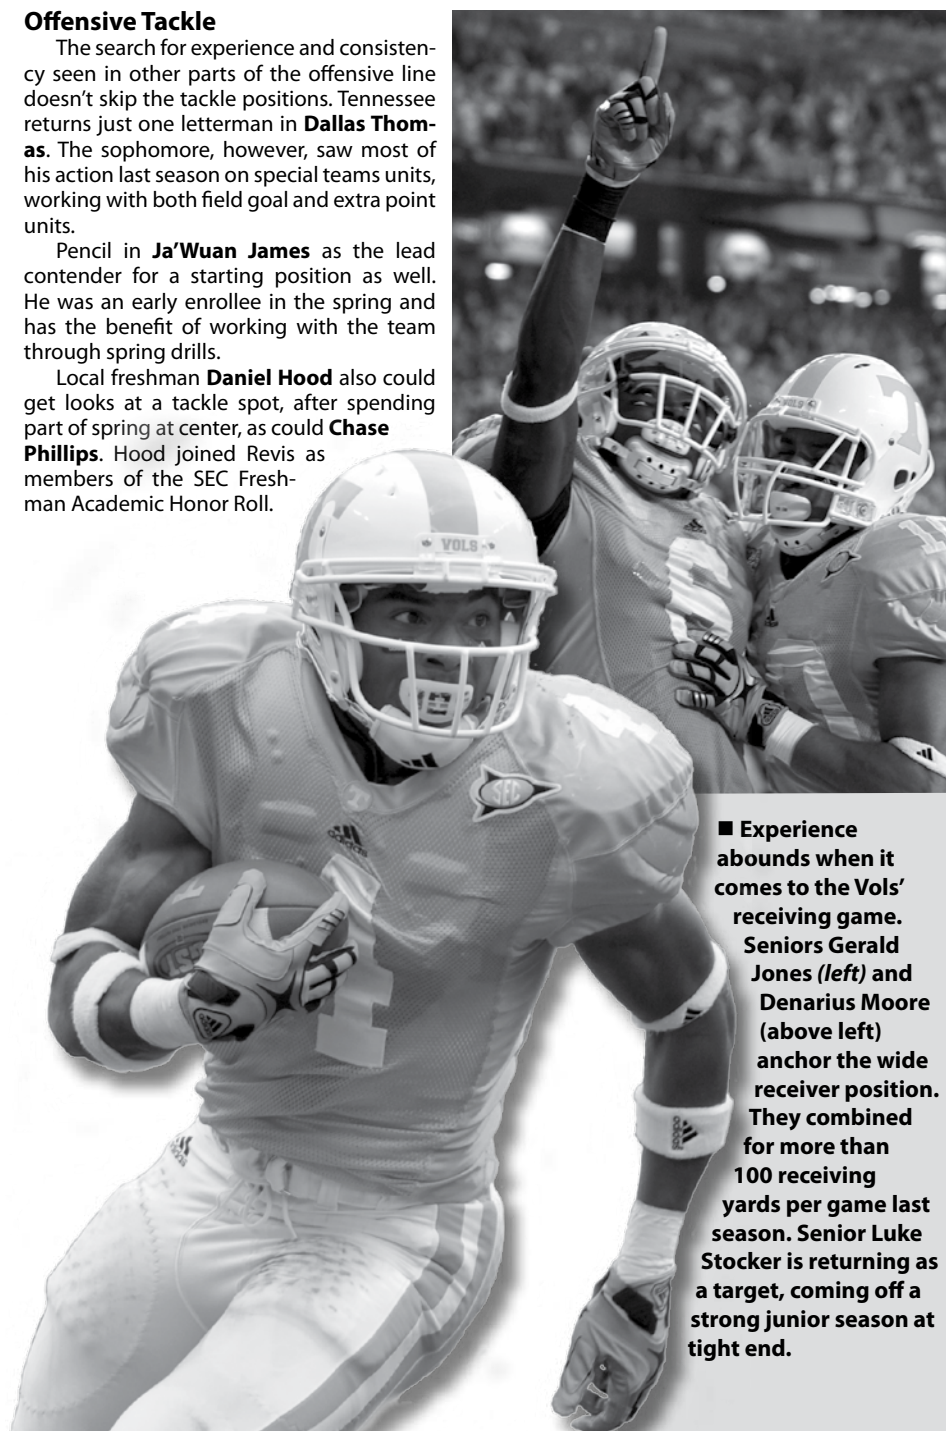 Offensive Tackle
The search for experience and consisten-
cy seen in other parts of the offensive line
doesn't skip the tackle positions. Tennessee
returns just one letterman in Dallas Thom-
as. The sophomore, however, saw most of
his action last season on special teams units,
working with both field goal and extra point
units.
Pencil in Ja'Wuan James as the lead
contender for a starting position as well.
He was an early enrollee in the spring and
has the benefit of working with the team
through spring drills.
Local freshman Daniel Hood also could
get looks at a tackle spot, after spending
part of spring at center, as could Chase
Phillips. Hood joined Revis as
members of the SEC Fresh-
man Academic Honor Roll.
VOLS
VOLS
SEC
adidas
1
6
T
adidas
adidas
■ Experience
abounds when it
comes to the Vols'
receiving game.
Seniors Gerald
Jones (left) and
Denarius Moore
(above left)
anchor the wide
receiver position.
They combined
for more than
100 receiving
yards per game last
season. Senior Luke
Stocker is returning as
a target, coming off a
strong junior season at
tight end.